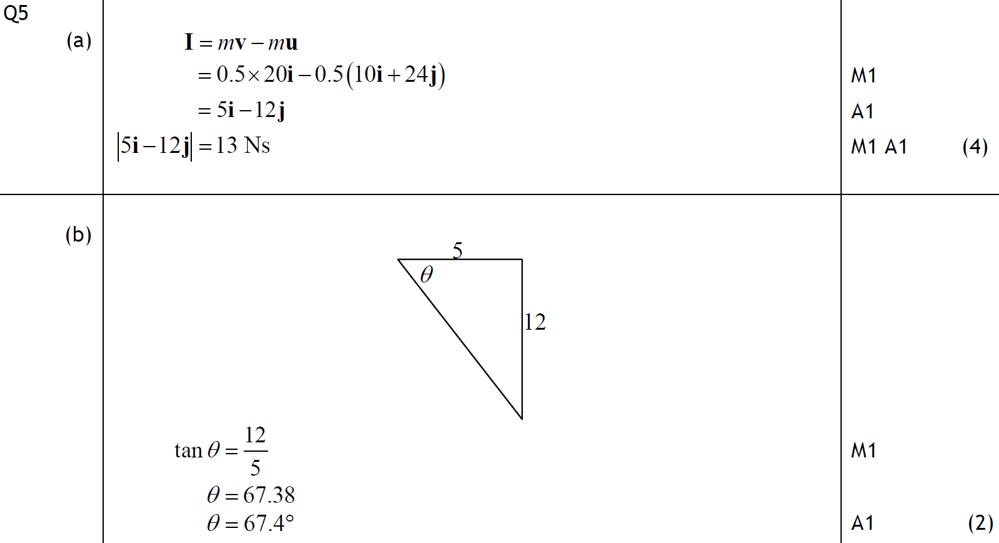 Q5
(a)
I = mv − mu
= 0.5 × 20i − 0.5(10i + 24j) M1
= 5i − 12j A1
|5i − 12j| = 13 Ns M1 A1 (4)
(b)
5
θ
12
tan θ = 12/5 M1
θ = 67.38
θ = 67.4° A1 (2)